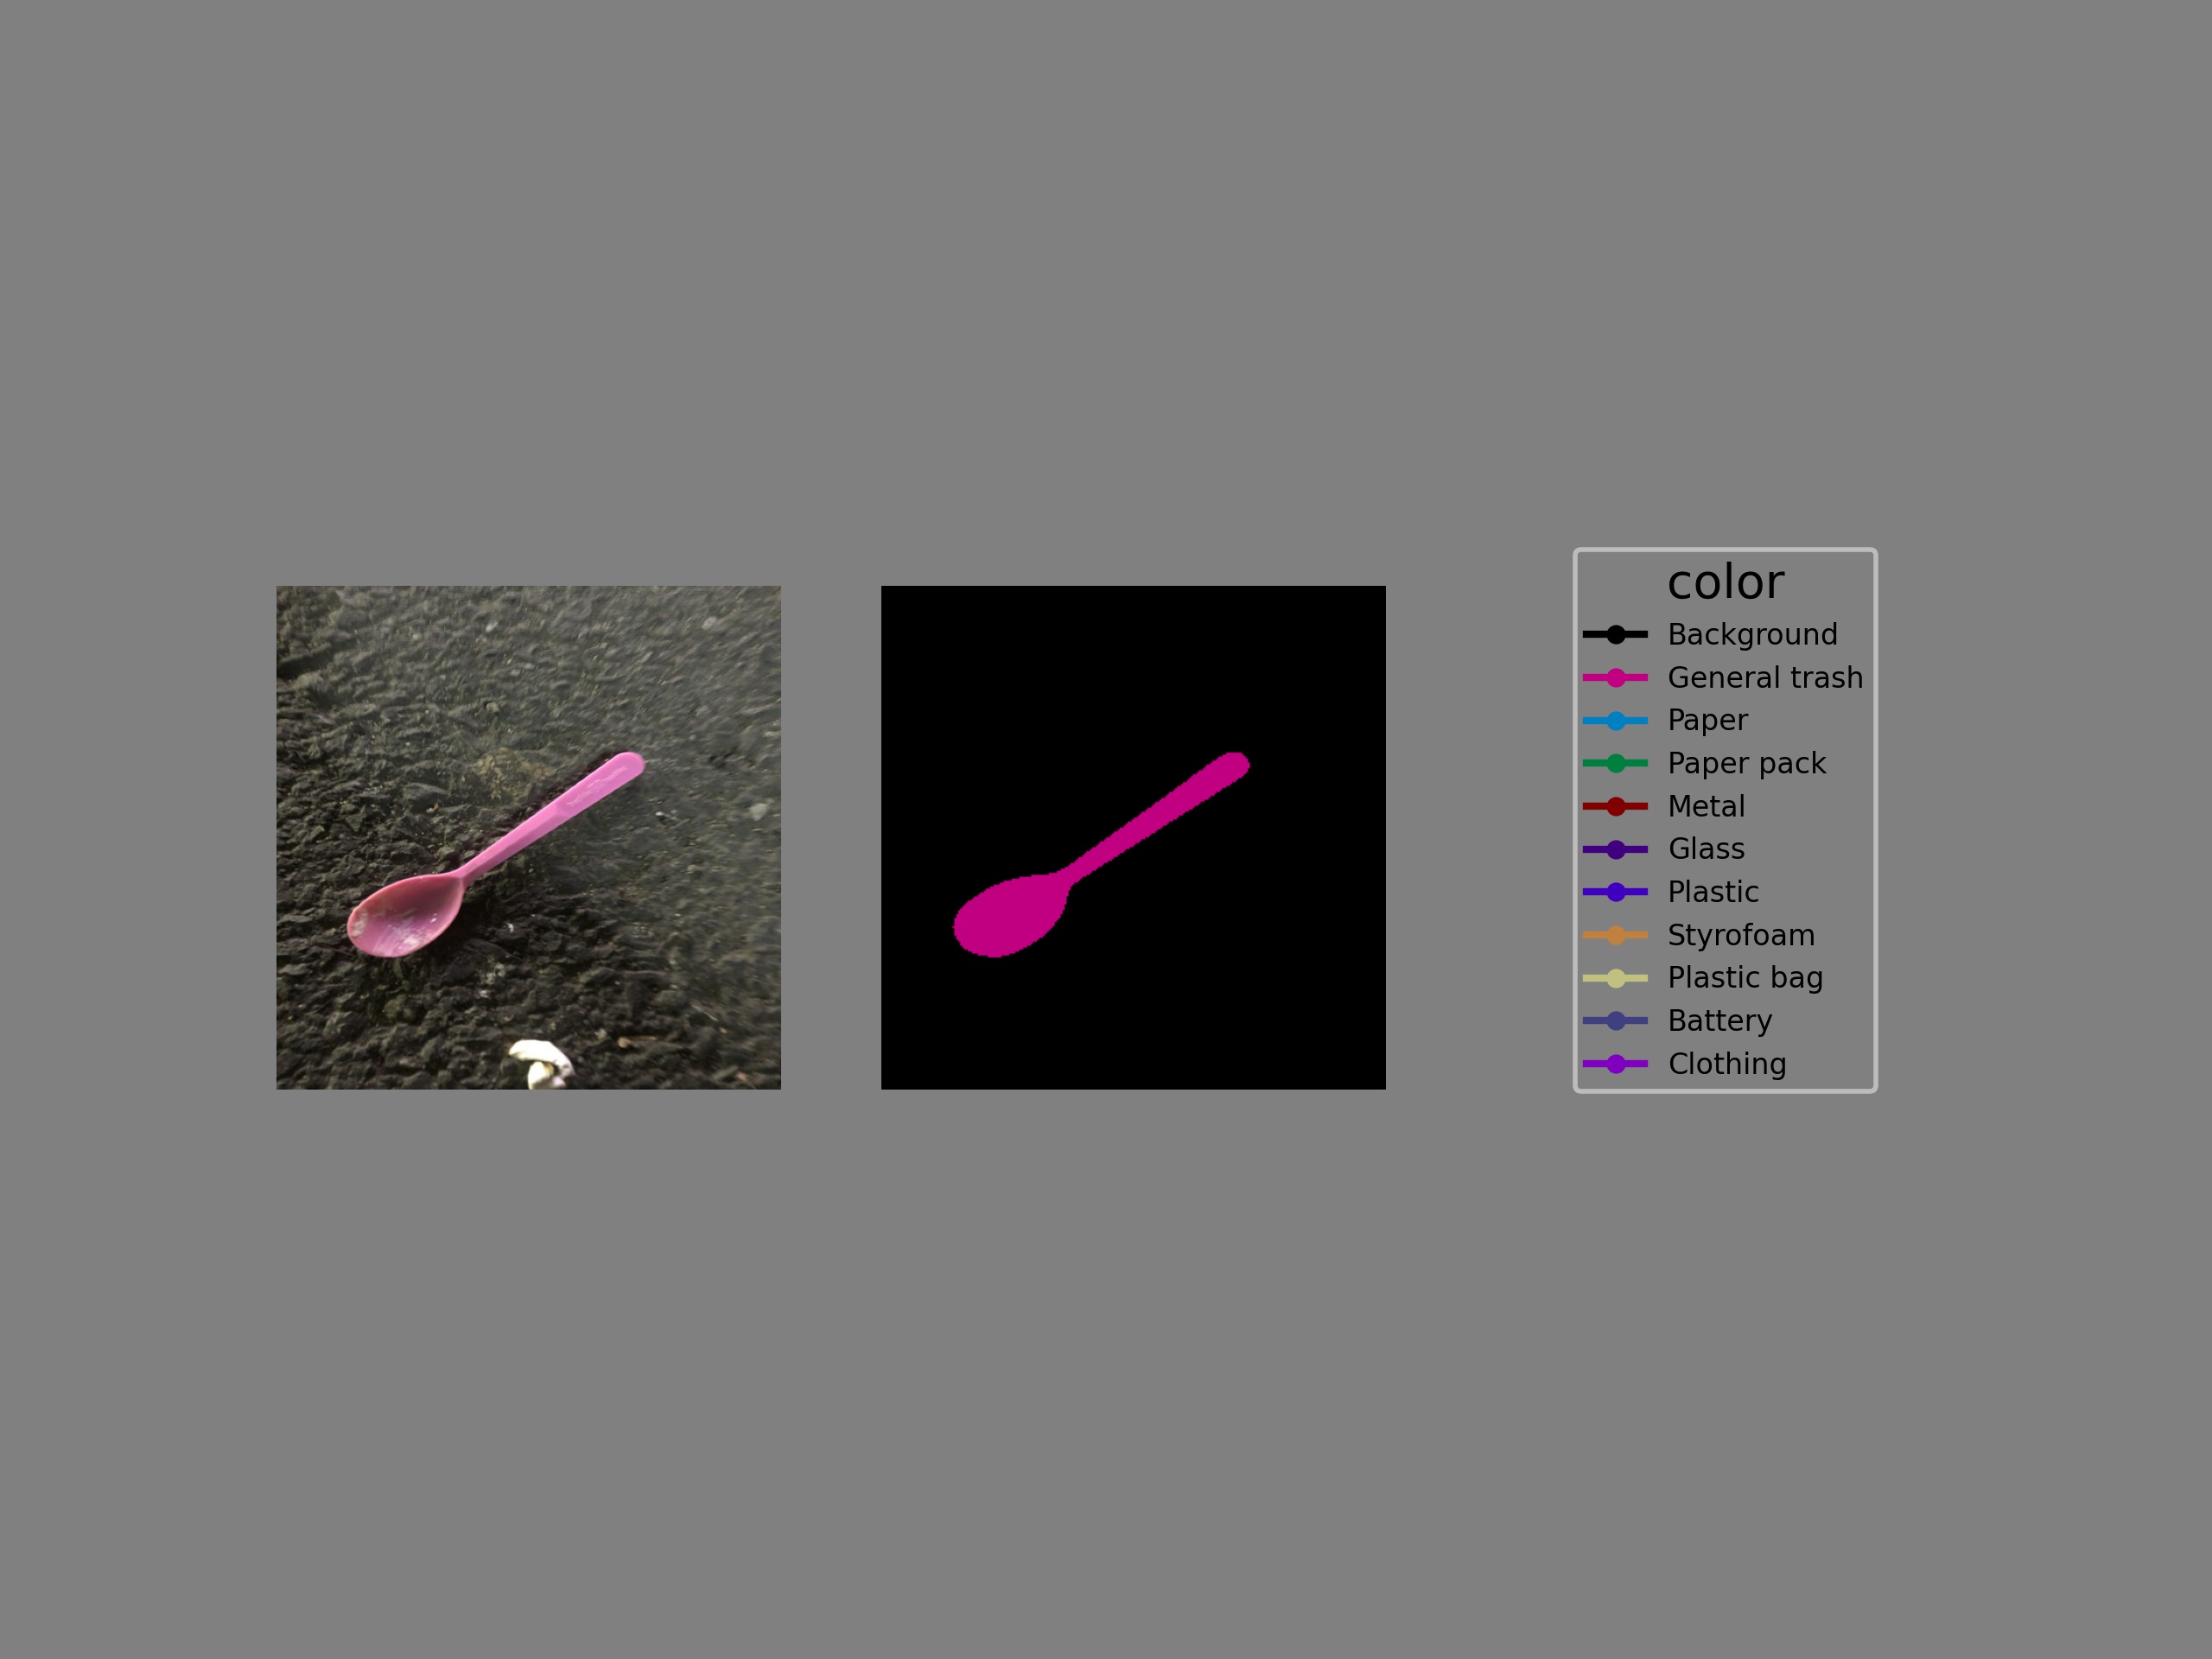 color
Background
General trash
Paper
Paper pack
Metal
Glass
Plastic
Styrofoam
Plastic bag
Battery
Clothing